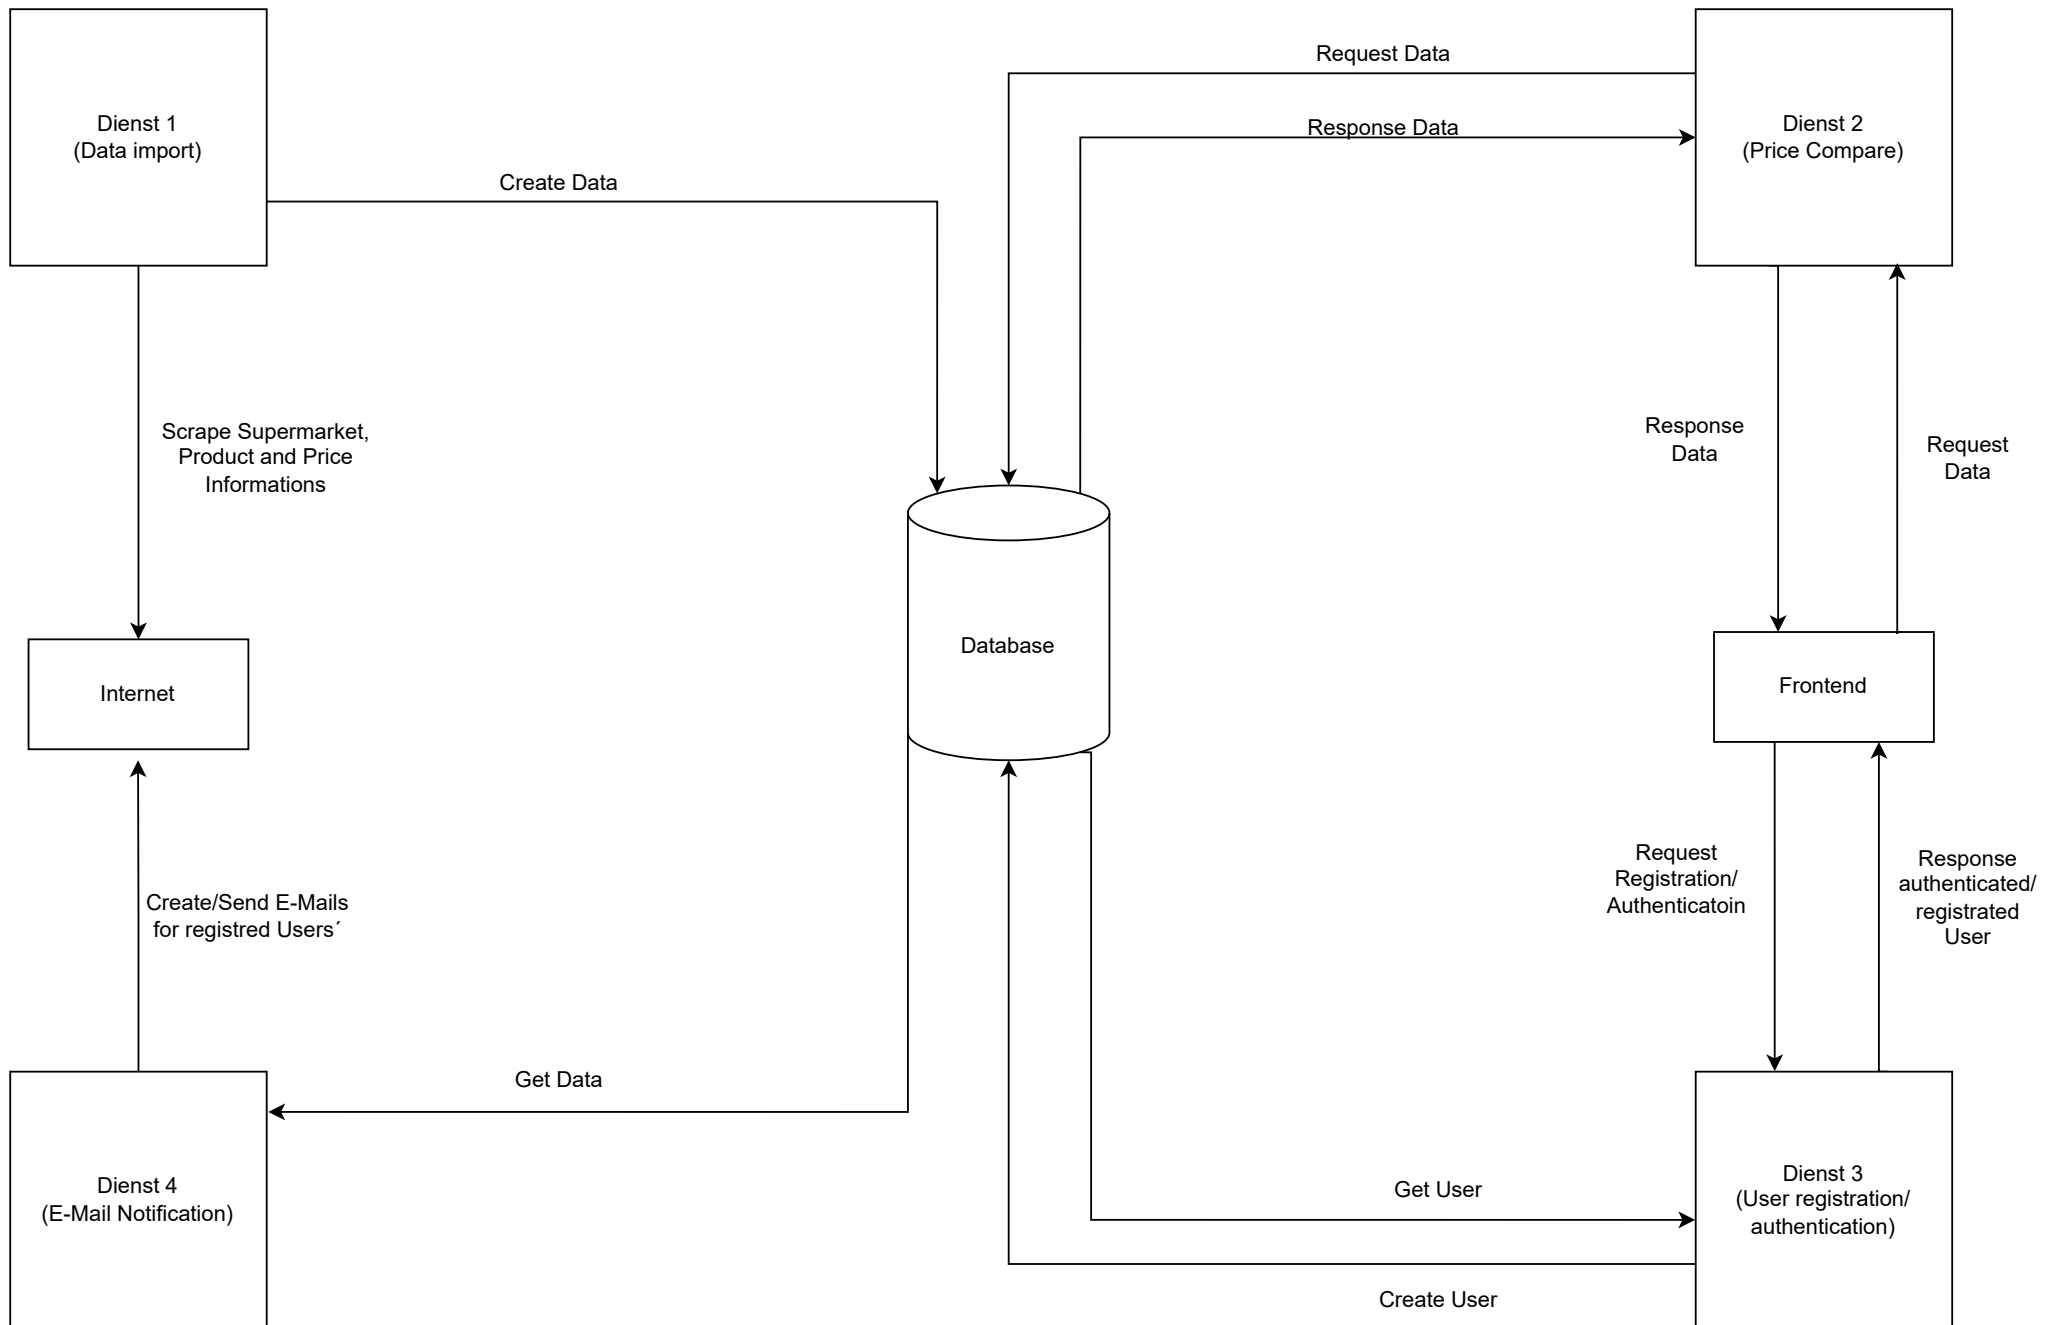 Dienst 1
(Data import)
Request Data
Response Data
Dienst 2
(Price Compare)
Create Data
Scrape Supermarket,
Product and Price
Informations
Response
Data
Request
Data
Database
Internet
Frontend
Create/Send E-Mails
for registred Users´
Request
Registration/
Authenticatoin
Response
authenticated/
registrated
User
Get Data
Dienst 4
(E-Mail Notification)
Get User
Dienst 3
(User registration/
authentication)
Create User